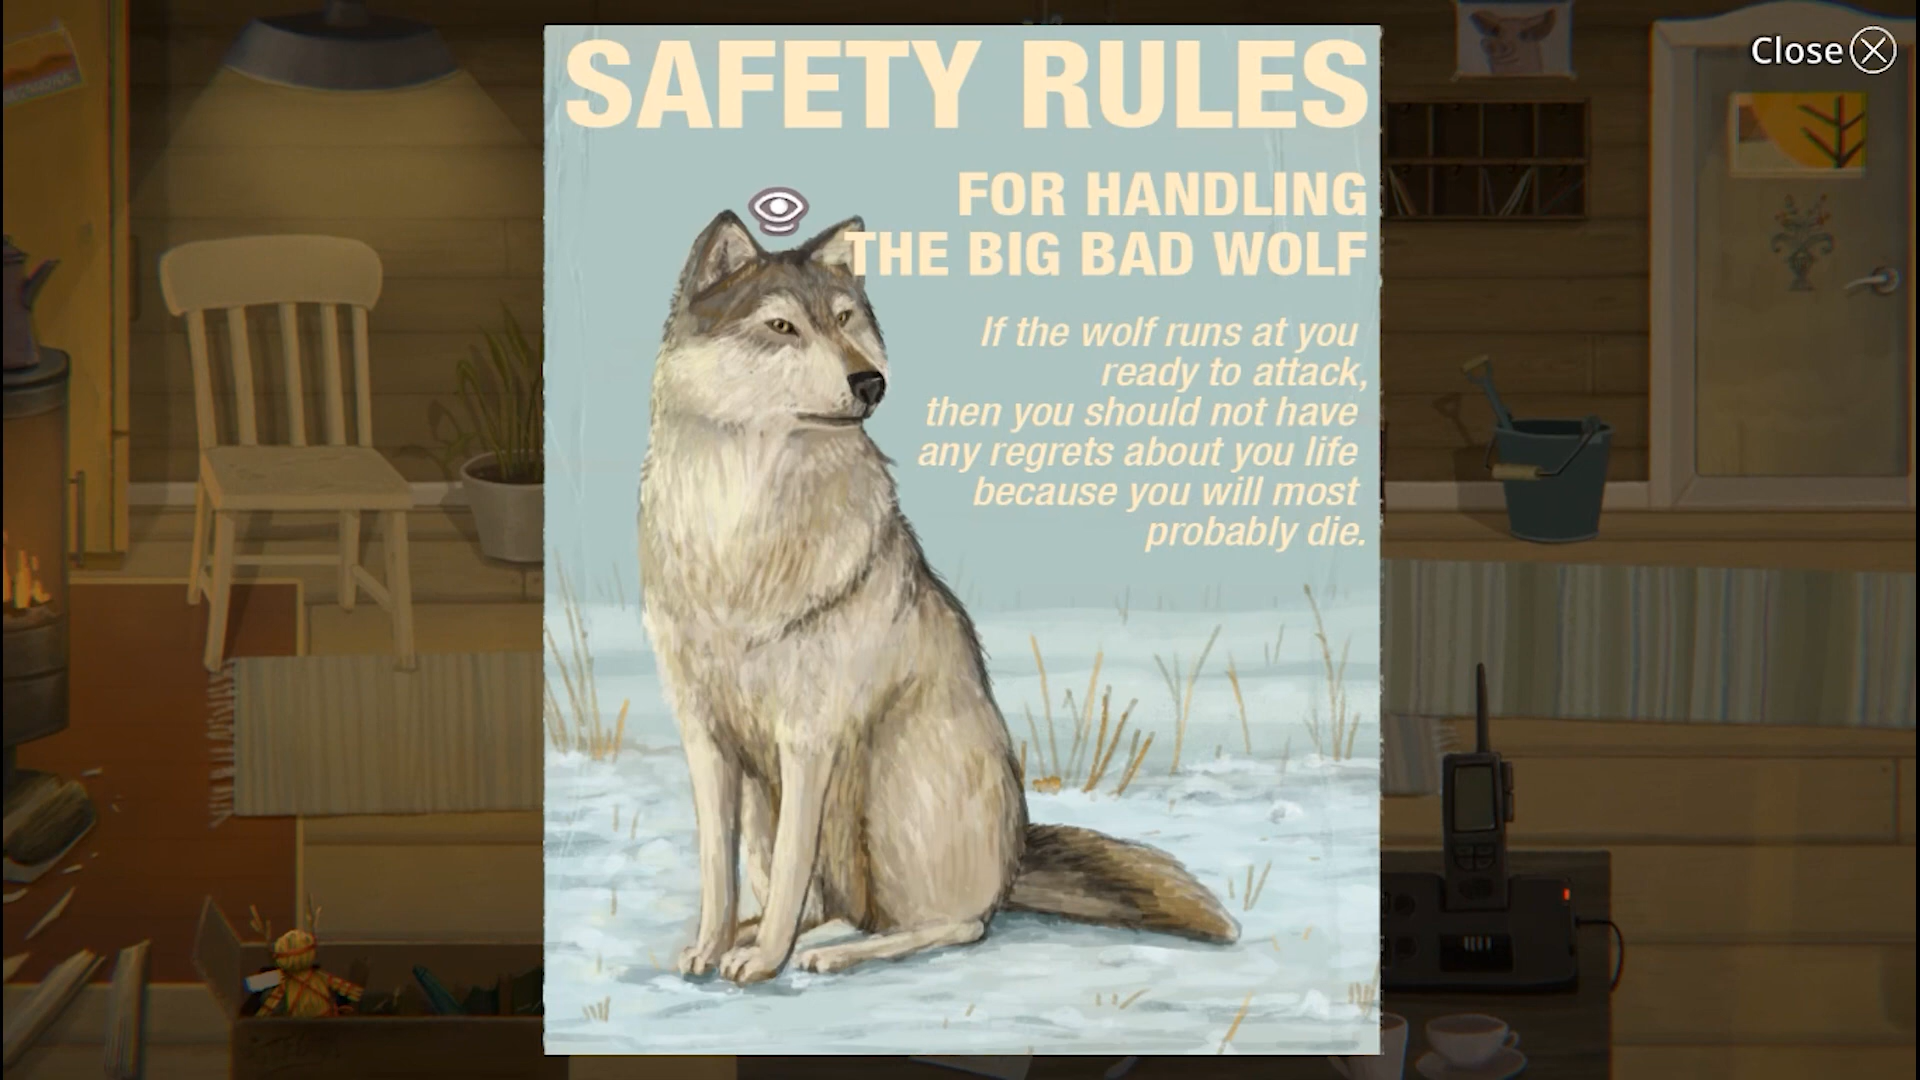 Close
SAFETY RULES
FOR HANDLING
THE BIG BAD WOLF
If the wolf runs at you
ready to attack,
then you should not have
any regrets about you life
because you will most
probably die.